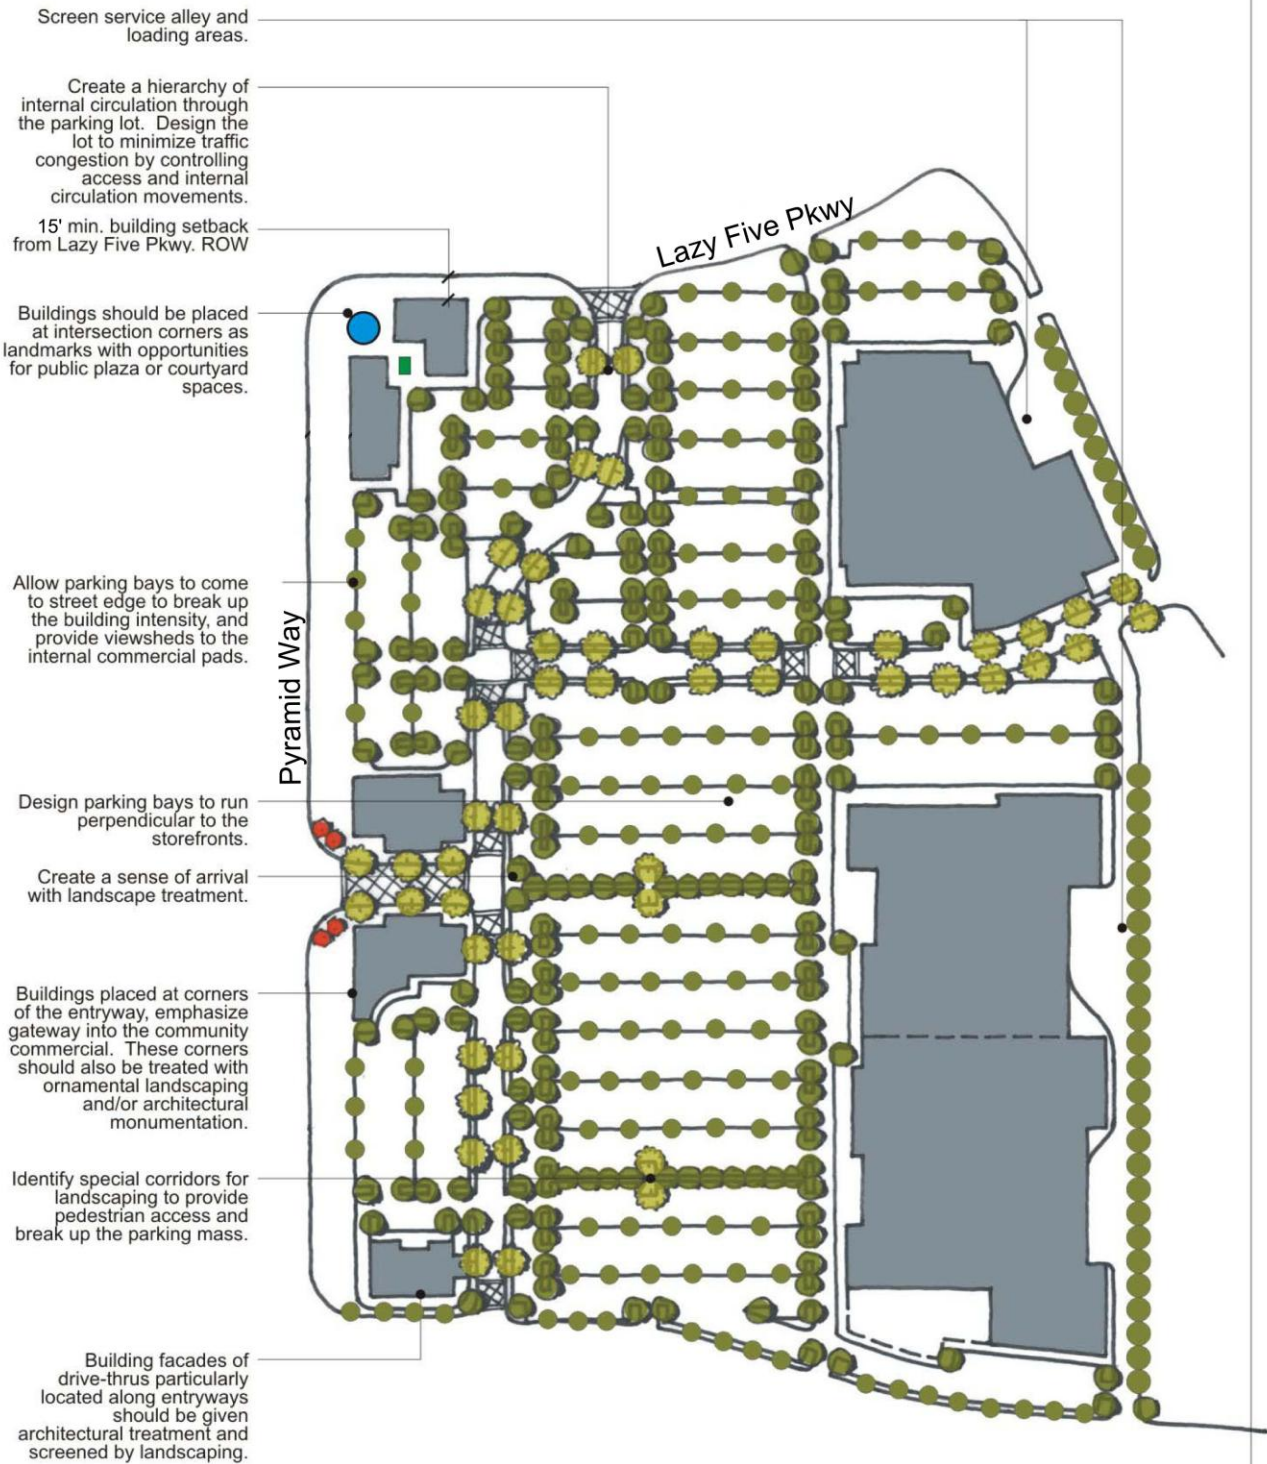 Screen service alley and
loading areas.
Create a hierarchy of
internal circulation through
the parking lot.  Design the
lot to minimize traffic
congestion by controlling
access and internal
circulation movements.
15' min. building setback
from Lazy Five Pkwy. ROW
Lazy Five Pkwy
Buildings should be placed
at intersection corners as
landmarks with opportunities
for public plaza or courtyard
spaces.
Allow parking bays to come
to street edge to break up
the building intensity, and
provide viewsheds to the
internal commercial pads.
Pyramid Way
Design parking bays to run
perpendicular to the
storefronts.
Create a sense of arrival
with landscape treatment.
Buildings placed at corners
of the entryway, emphasize
gateway into the community
commercial.  These corners
should also be treated with
ornamental landscaping
and/or architectural
monumentation.
Identify special corridors for
landscaping to provide
pedestrian access and
break up the parking mass.
Building facades of
drive-thrus particularly
located along entryways
should be given
architectural treatment and
screened by landscaping.